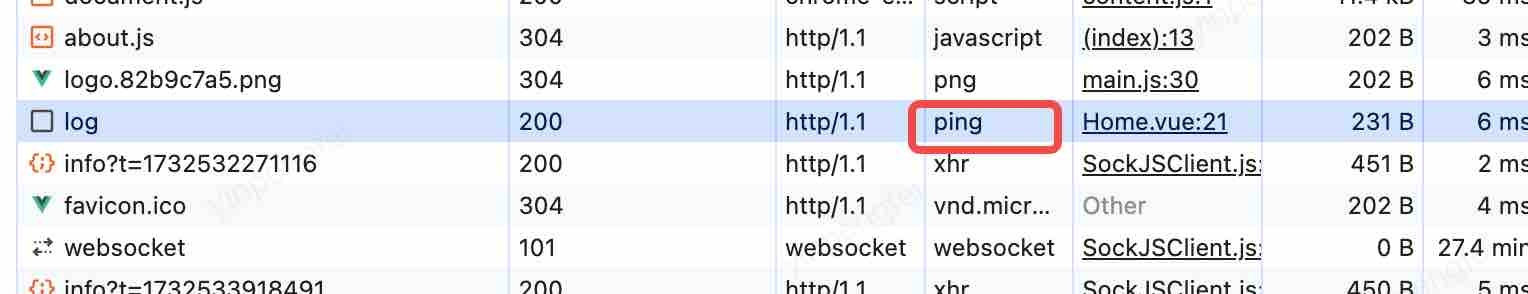 document.js 200 chrome-e... script content.js:1 11.4 kB
about.js 304 http/1.1 javascript (index):13 202 B 3 ms
logo.82b9c7a5.png 304 http/1.1 png main.js:30 202 B 6 ms
log 200 http/1.1 ping Home.vue:21 231 B 6 ms
info?t=1732532271116 200 http/1.1 xhr SockJSClient.js: 451 B 2 ms
favicon.ico 304 http/1.1 vnd.micr... Other 202 B 4 ms
websocket 101 websocket websocket SockJSClient.js: 0 B 27.4 min
info?t=1732533918491 200 http/1.1 xhr SockJSClient.js: 450 B 5 ms